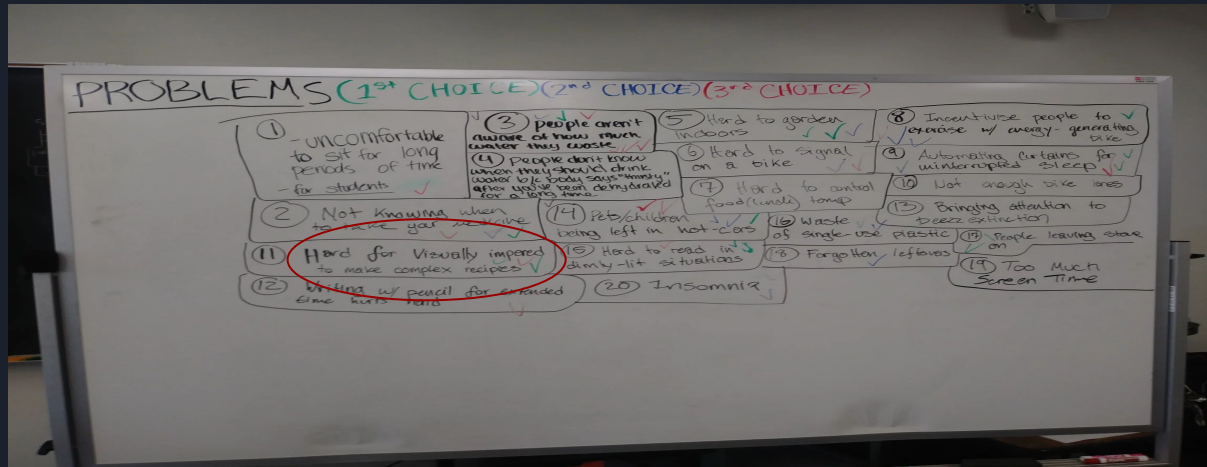 PROBLEMS (1st CHOICE)(2nd CHOICE)(3rd CHOICE)
1
- UNCOMFORTABLE
to sit for long
periods of time
- for students
2 Not knowing when
to take your medicine
3 people aren't
aware of how much
water they waste
4 people don't know
when they should drink
water b/c body says "thirsty"
after you've been dehydrated
for a long time
5 Hard to garden
indoors
6 Hard to signal
on a bike
7 Hard to control
food (lunch) temp
8 Incentivise people to
exercise w/ energy-generating
bike
9 Automating Curtains for
uninterrupted sleep
10 Not enough bike lanes
11 Hard for Visually impered
to make complex recipes
12 Writing w/ pencil for extended
time hurts hand
13 Bringing attention to
beezz extinction
14 Pets/children
being left in hot-cars
15 Hard to read in
dimly-lit situations
16 Waste
of single-use plastic
17 People leaving stove
on
18 Forgotten leftovers
19 Too Much
Screen Time
20 Insomnia